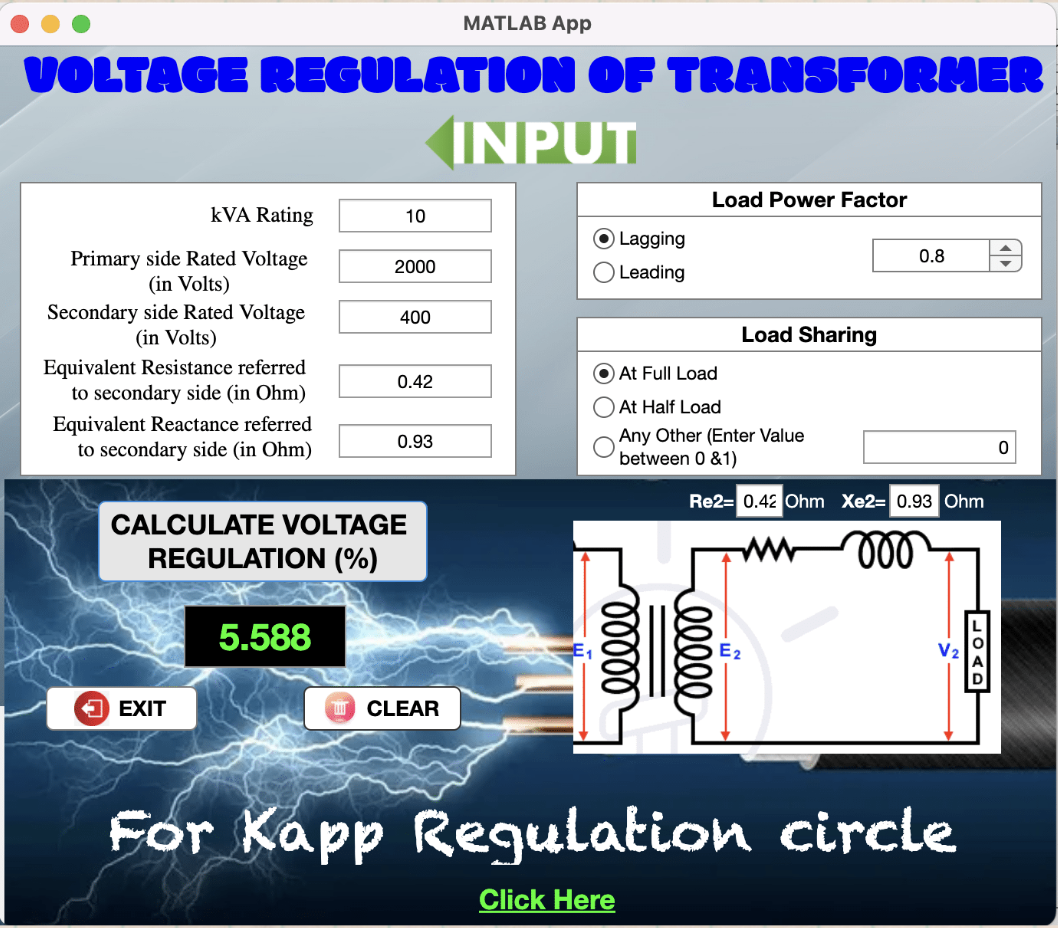 MATLAB App
VOLTAGE REGULATION OF TRANSFORMER
INPUT
kVA Rating
10
Primary side Rated Voltage
(in Volts)
2000
Secondary side Rated Voltage
(in Volts)
400
Equivalent Resistance referred
to secondary side (in Ohm)
0.42
Equivalent Reactance referred
to secondary side (in Ohm)
0.93
Load Power Factor
Lagging
Leading
0.8
Load Sharing
At Full Load
At Half Load
Any Other (Enter Value
between 0 &1)
0
CALCULATE VOLTAGE
REGULATION (%)
5.588
EXIT
CLEAR
Re2= 0.42 Ohm Xe2= 0.93 Ohm
E1
E2
V2
LOAD
For Kapp Regulation circle
Click Here